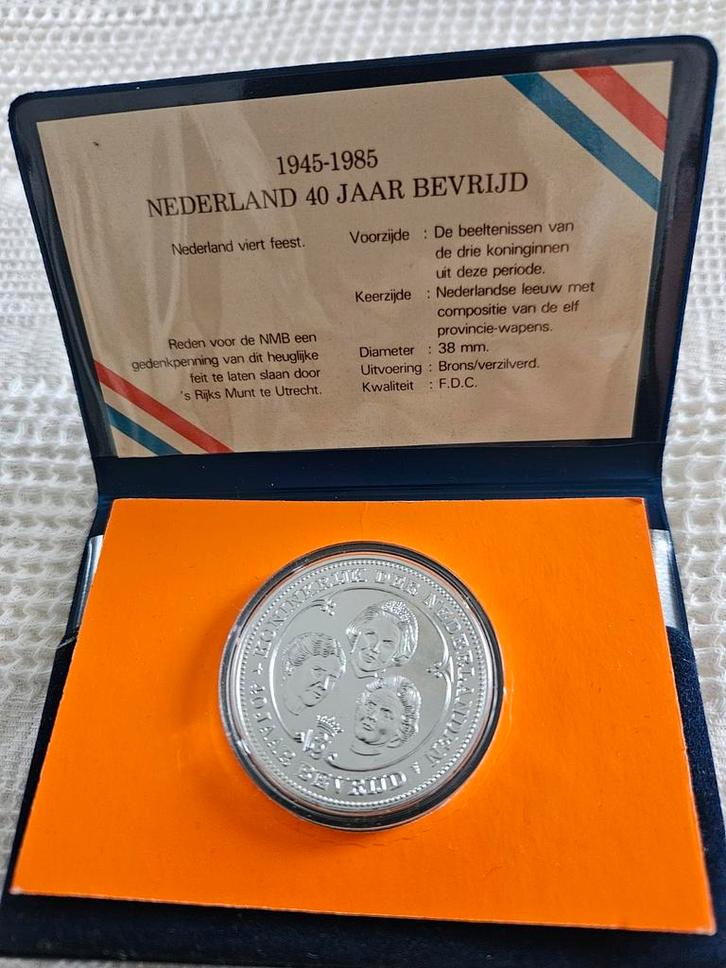 1945-1985
NEDERLAND 40 JAAR BEVRIJD
Nederland viert feest.
Reden voor de NMB een
gedenkpenning van dit heuglijke
feit te laten slaan door
's Rijks Munt te Utrecht.
Voorzijde : De beeltenissen van
de drie koninginnen
uit deze periode.
Keerzijde : Nederlandse leeuw met
compositie van de elf
provincie-wapens.
Diameter : 38 mm.
Uitvoering : Brons/verzilverd.
Kwaliteit : F.D.C.
KONINKRIJK DER NEDERLANDEN
40 JAAR BEVRIJD